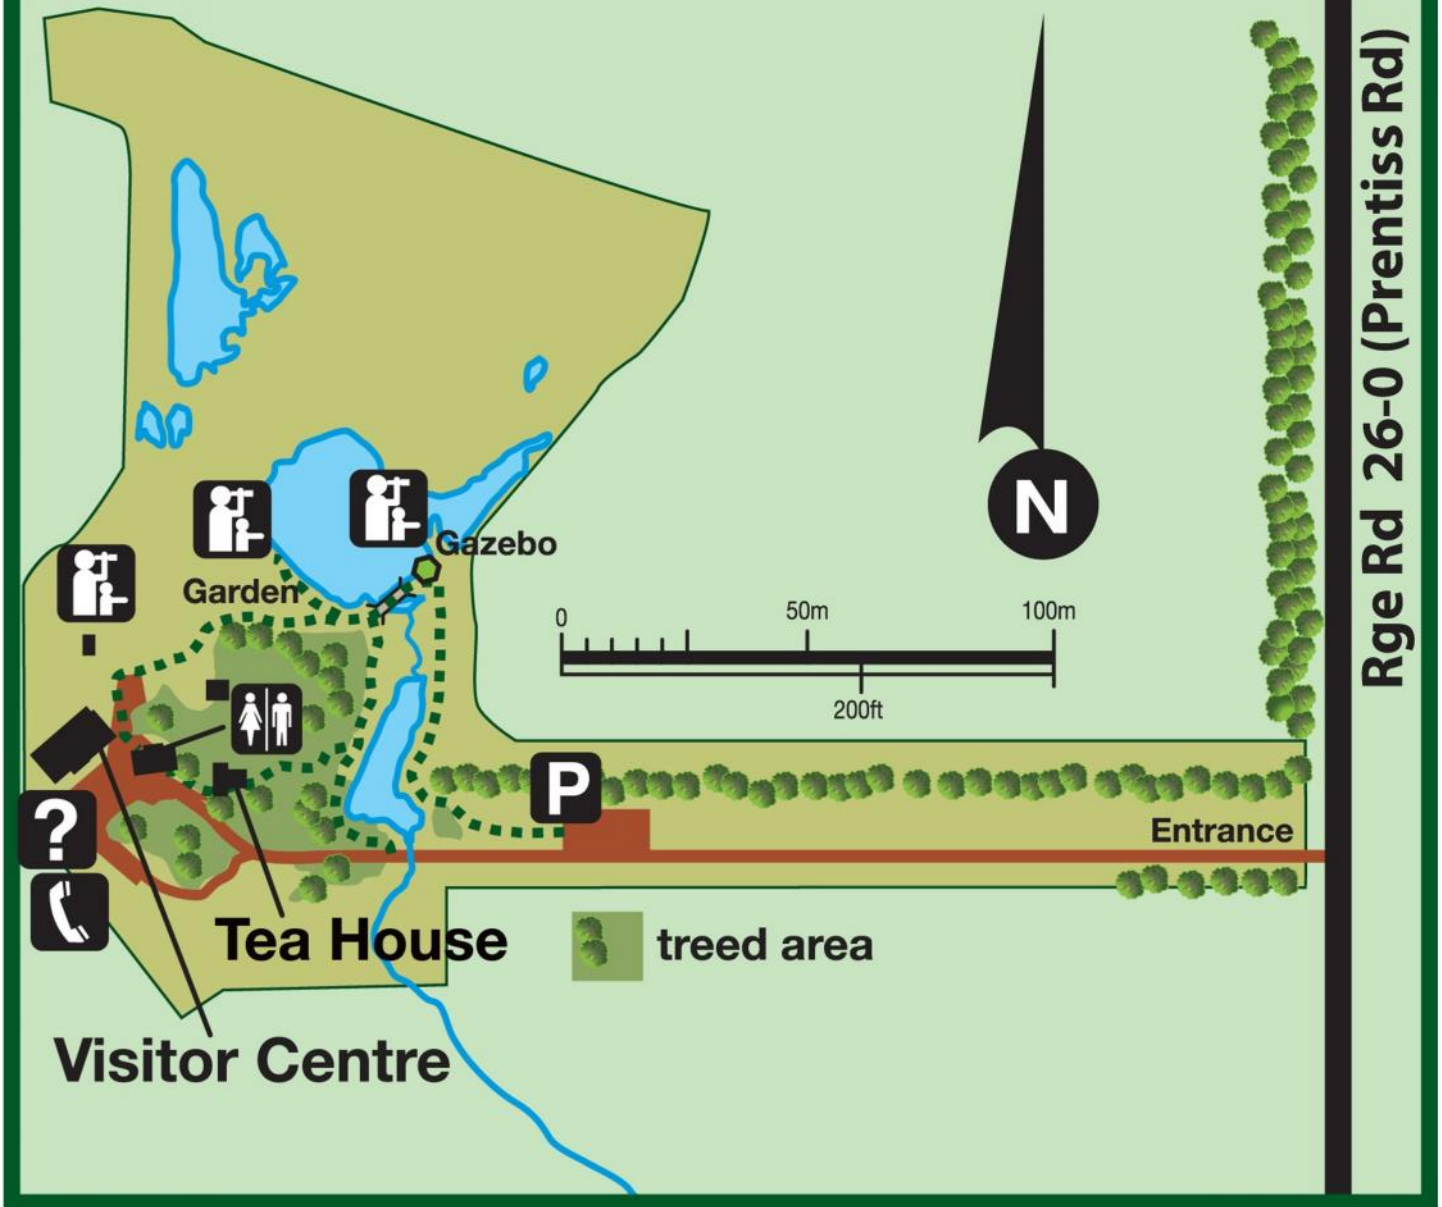 Rge Rd 26-0 (Prentiss Rd)
N
Gazebo
Garden
0
50m
100m
200ft
P
Entrance
?
Tea House
treed area
Visitor Centre